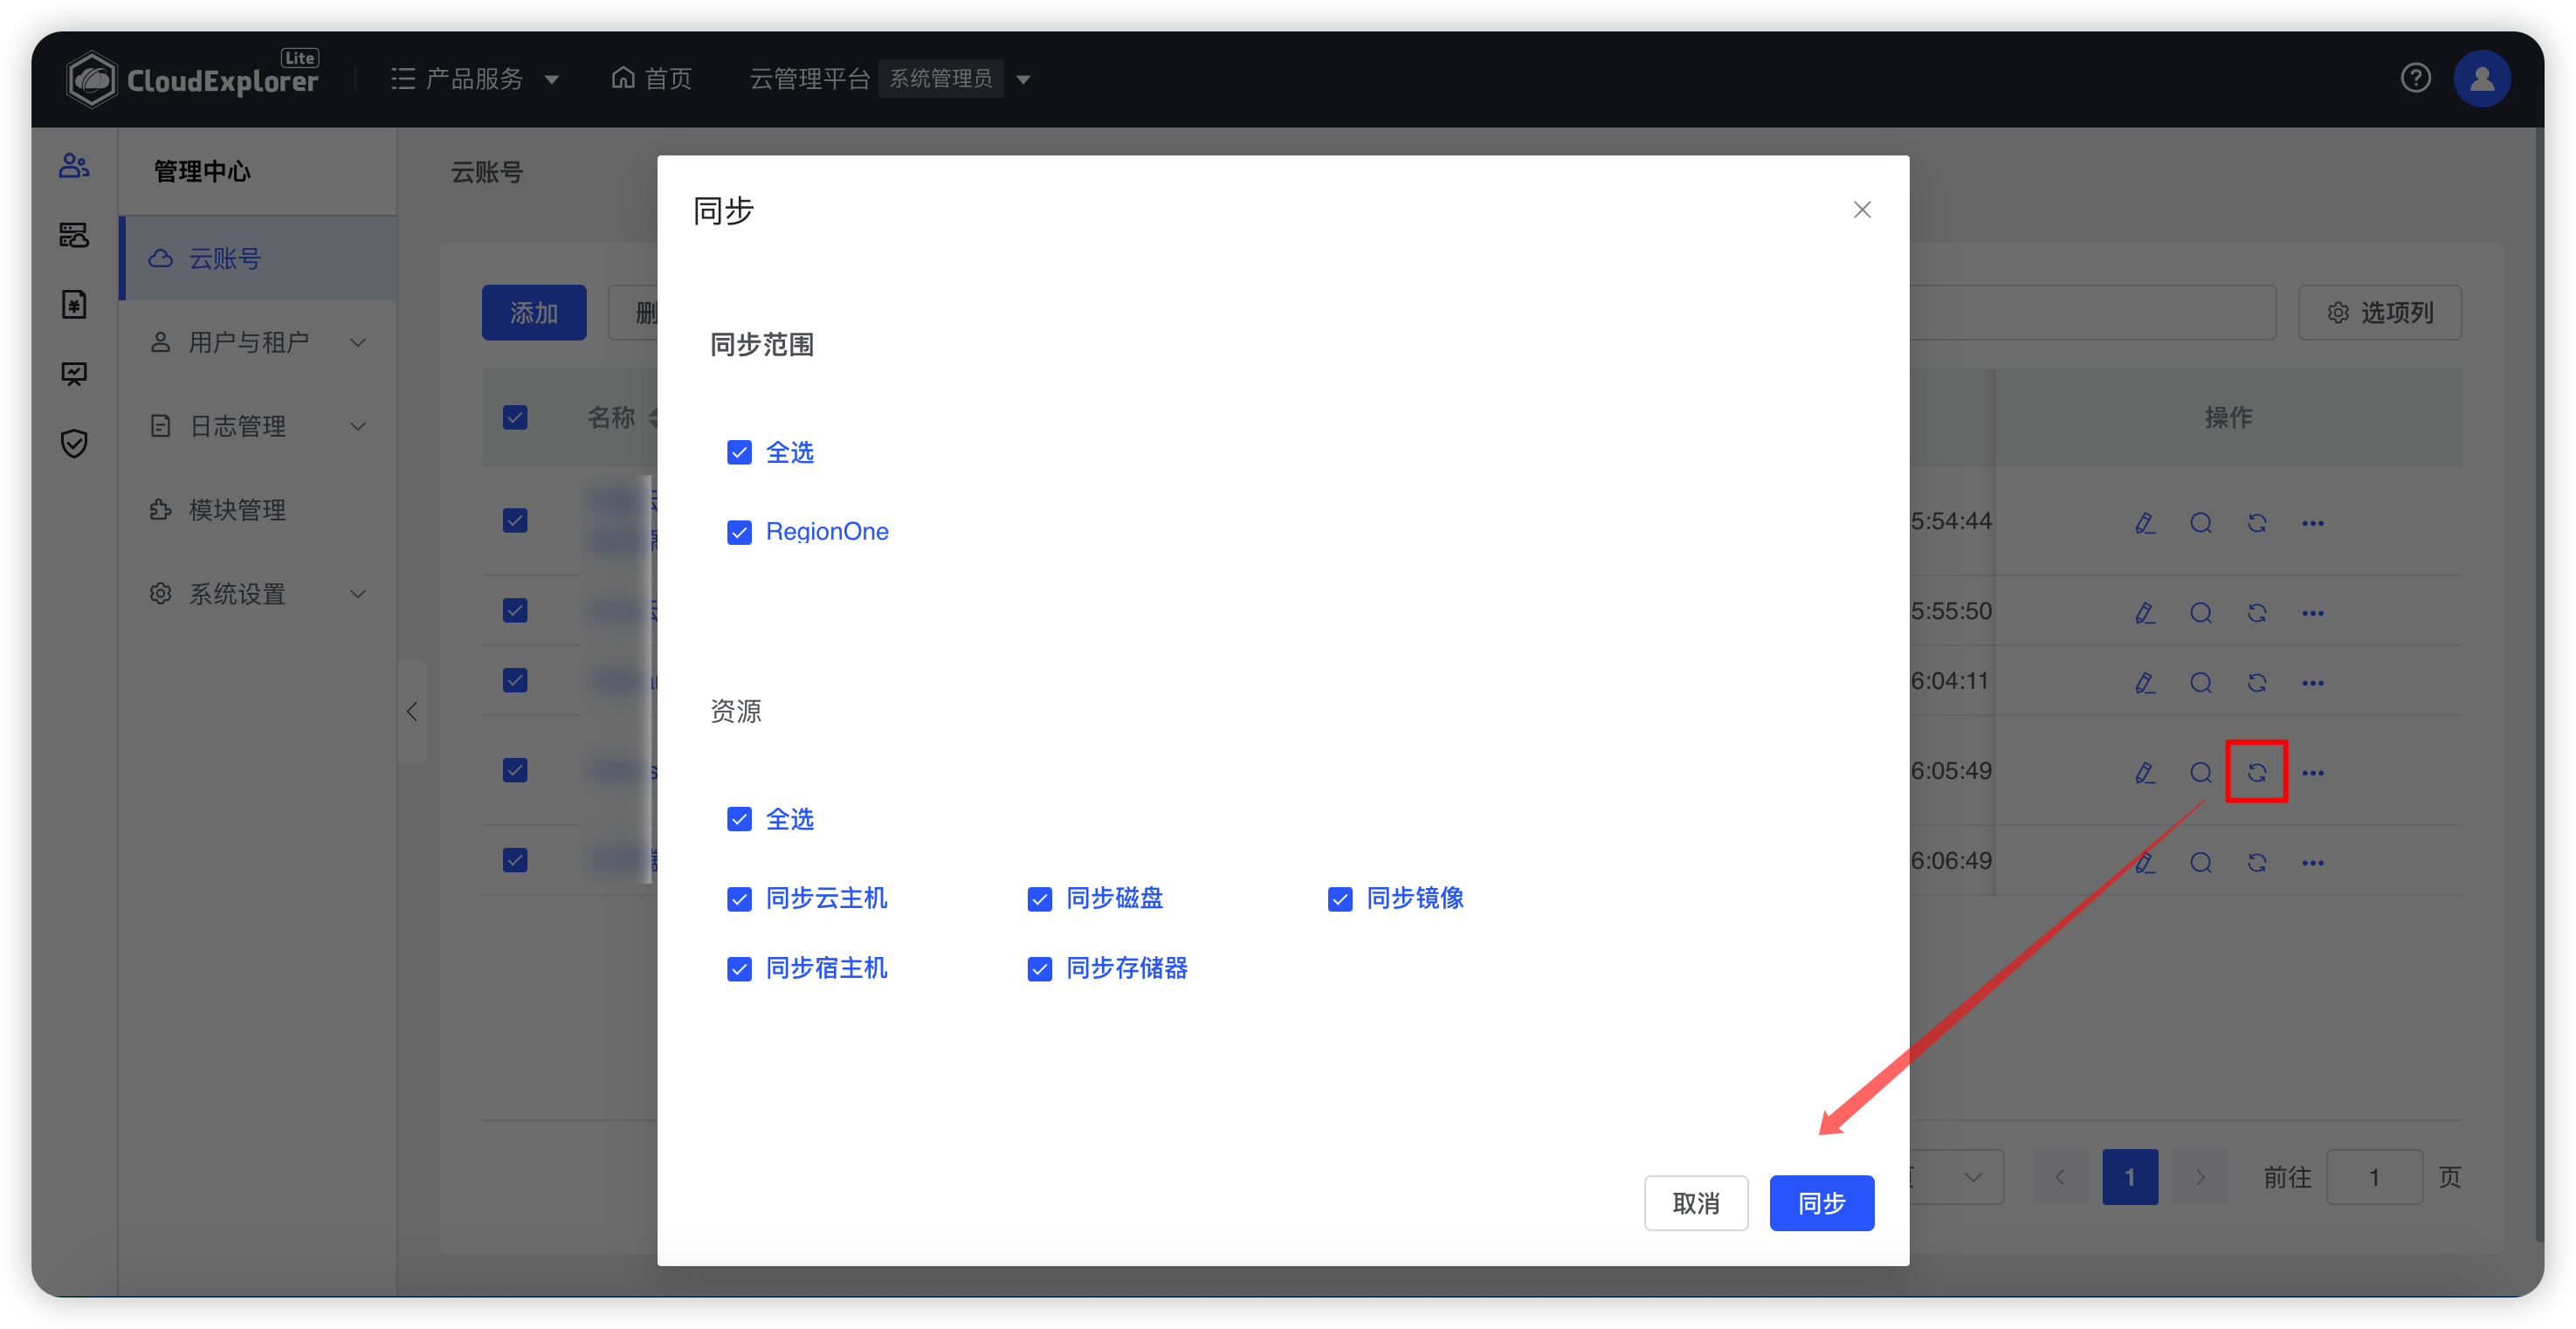 CloudExplorer Lite
产品服务
首页
云管理平台 系统管理员
管理中心
云账号
用户与租户
日志管理
模块管理
系统设置
云账号
添加
选项列
名称
操作
5:54:44
5:55:50
6:04:11
6:05:49
6:06:49
同步
同步范围
全选
RegionOne
资源
全选
同步云主机 同步磁盘 同步镜像
同步宿主机 同步存储器
取消 同步
1
前往 1 页